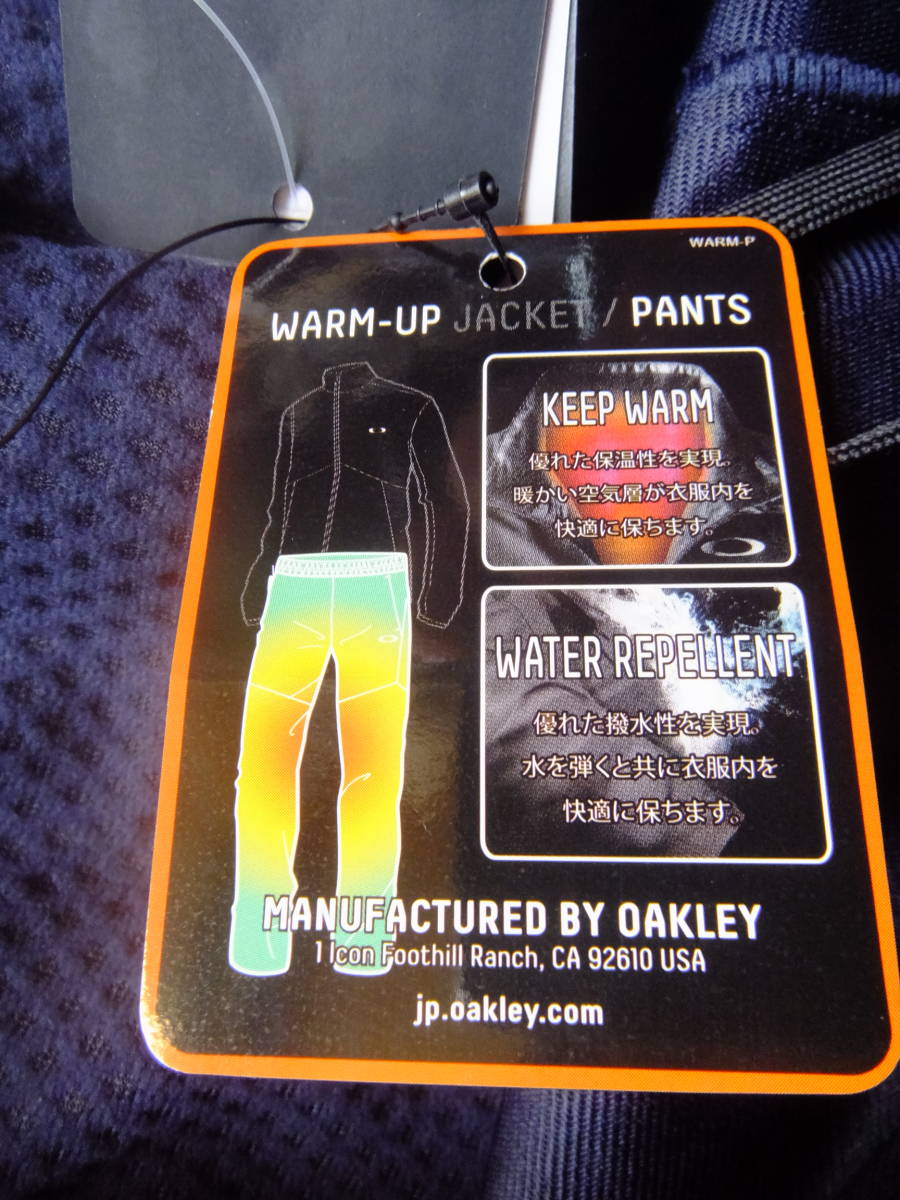 WARM-P
WARM-UP JACKET / PANTS
KEEP WARM
優れた保温性を実現。
暖かい空気層が衣服内を
快適に保ちます。
WATER REPELLENT
優れた撥水性を実現。
水を弾くと共に衣服内を
快適に保ちます。
MANUFACTURED BY OAKLEY
1 Icon Foothill Ranch, CA 92610 USA
jp.oakley.com